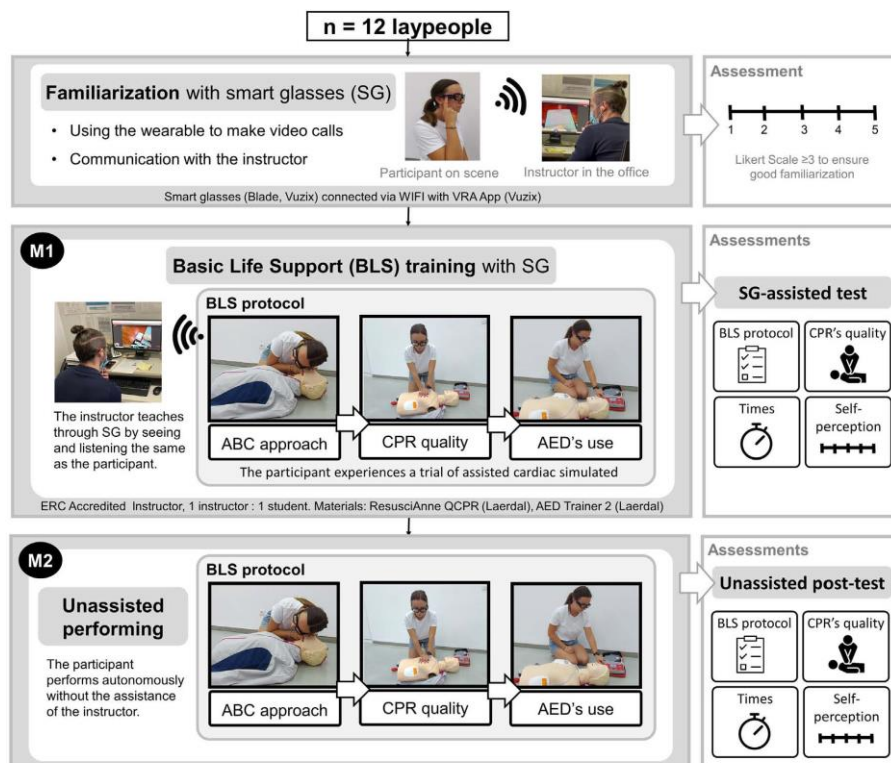 n = 12 laypeople
Familiarization with smart glasses (SG)
• Using the wearable to make video calls
• Communication with the instructor
Participant on scene
Instructor in the office
Smart glasses (Blade, Vuzix) connected via WIFI with VRA App (Vuzix)
Assessment
1 2 3 4 5
Likert Scale ≥3 to ensure
good familiarization
M1
Basic Life Support (BLS) training with SG
BLS protocol
The instructor teaches
through SG by seeing
and listening the same
as the participant.
ABC approach
CPR quality
AED's use
The participant experiences a trial of assisted cardiac simulated
ERC Accredited Instructor, 1 instructor : 1 student. Materials: ResusciAnne QCPR (Laerdal), AED Trainer 2 (Laerdal)
Assessments
SG-assisted test
BLS protocol
CPR's quality
Times
Self-
perception
M2
Unassisted
performing
The participant
performs autonomously
without the assistance
of the instructor.
BLS protocol
ABC approach
CPR quality
AED's use
Assessments
Unassisted post-test
BLS protocol
CPR's quality
Times
Self-
perception